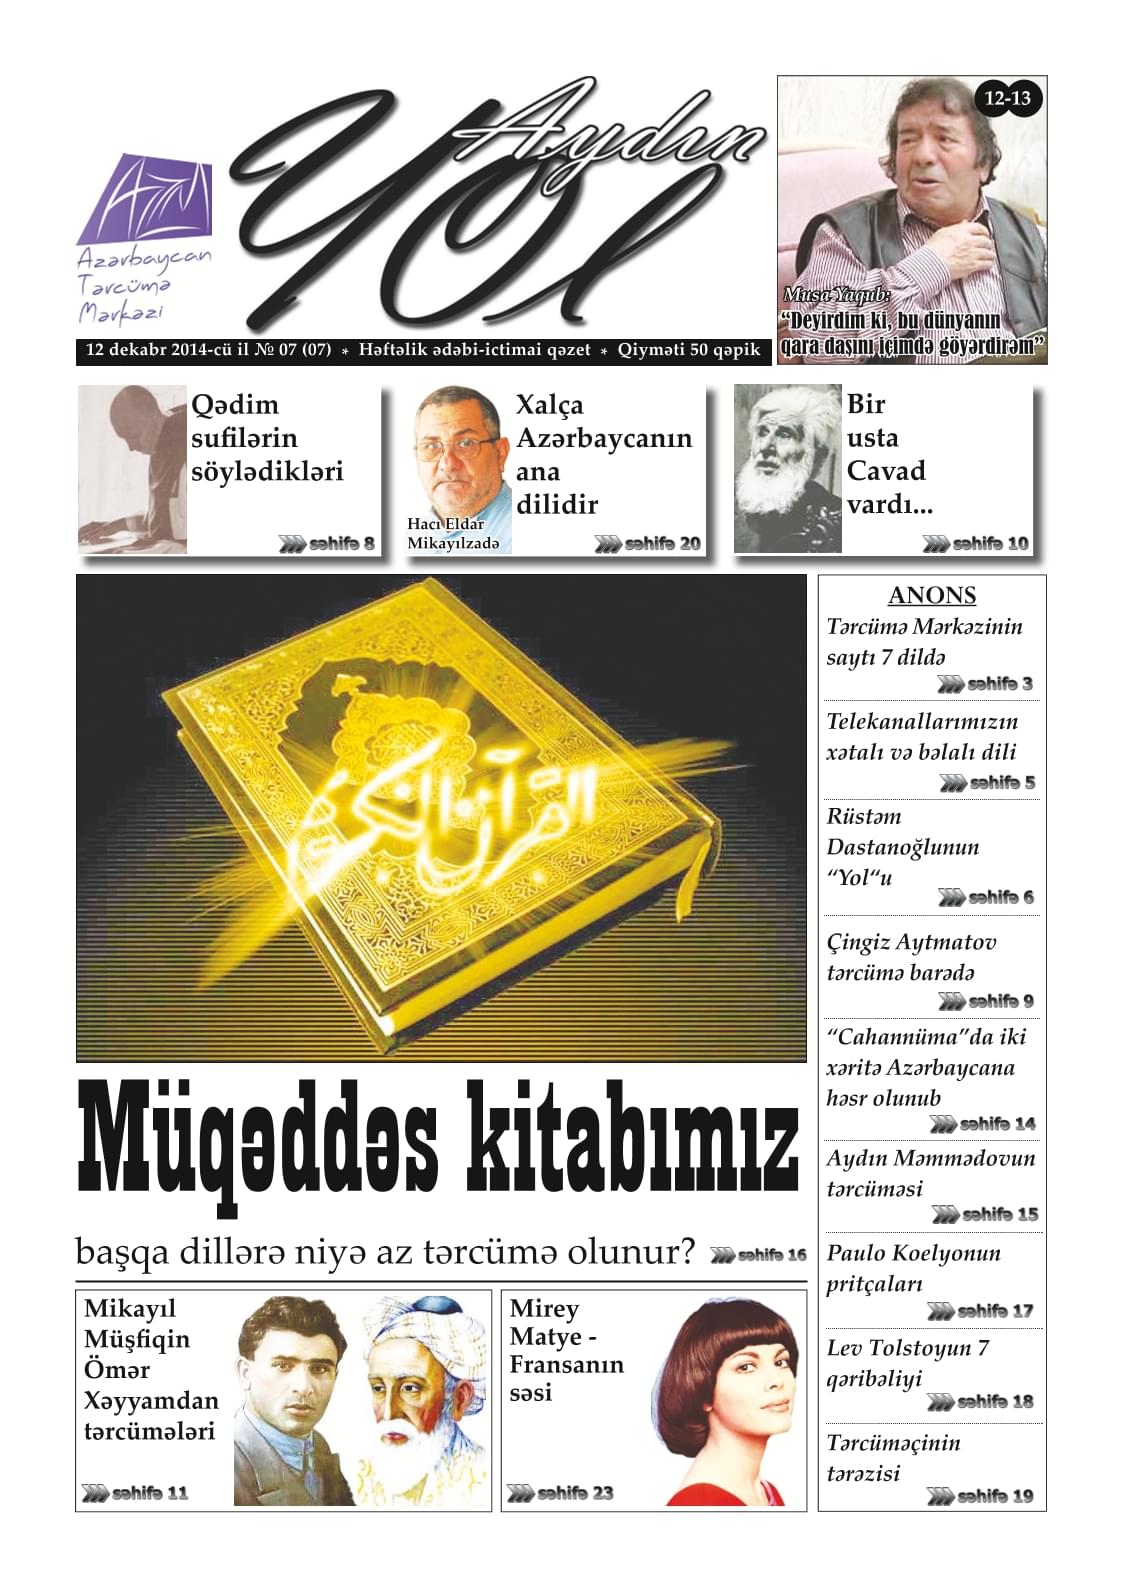 Aydın
Yol
AzTM
Azərbaycan
Tərcümə
Mərkəzi
12 dekabr 2014-cü il № 07 (07) * Həftəlik ədəbi-ictimai qəzet * Qiyməti 50 qəpik
12-13
Musa Yaqub:
“Deyirdim ki, bu dünyanın
qara daşını içimdə göyərdirəm”
Qədim
sufilərin
söylədikləri
səhifə 8
Xalça
Azərbaycanın
ana
dilidir
Hacı Eldar
Mikayılzadə
səhifə 20
Bir
usta
Cavad
vardı...
səhifə 10
القرآن الكريم
Müqəddəs kitabımız
başqa dillərə niyə az tərcümə olunur? səhifə 16
Mikayıl
Müşfiqin
Ömər
Xəyyamdan
tərcümələri
səhifə 11
Mirey
Matye -
Fransanın
səsi
səhifə 23
ANONS
Tərcümə Mərkəzinin
saytı 7 dildə
səhifə 3
Telekanallarımızın
xətalı və bəlalı dili
səhifə 5
Rüstəm
Dastanoğlunun
“Yol“u
səhifə 6
Çingiz Aytmatov
tərcümə barədə
səhifə 9
“Cahannüma”da iki
xəritə Azərbaycana
həsr olunub
səhifə 14
Aydın Məmmədovun
tərcüməsi
səhifə 15
Paulo Koelyonun
pritçaları
səhifə 17
Lev Tolstoyun 7
qəribəliyi
səhifə 18
Tərcüməçinin
tərəzisi
səhifə 19